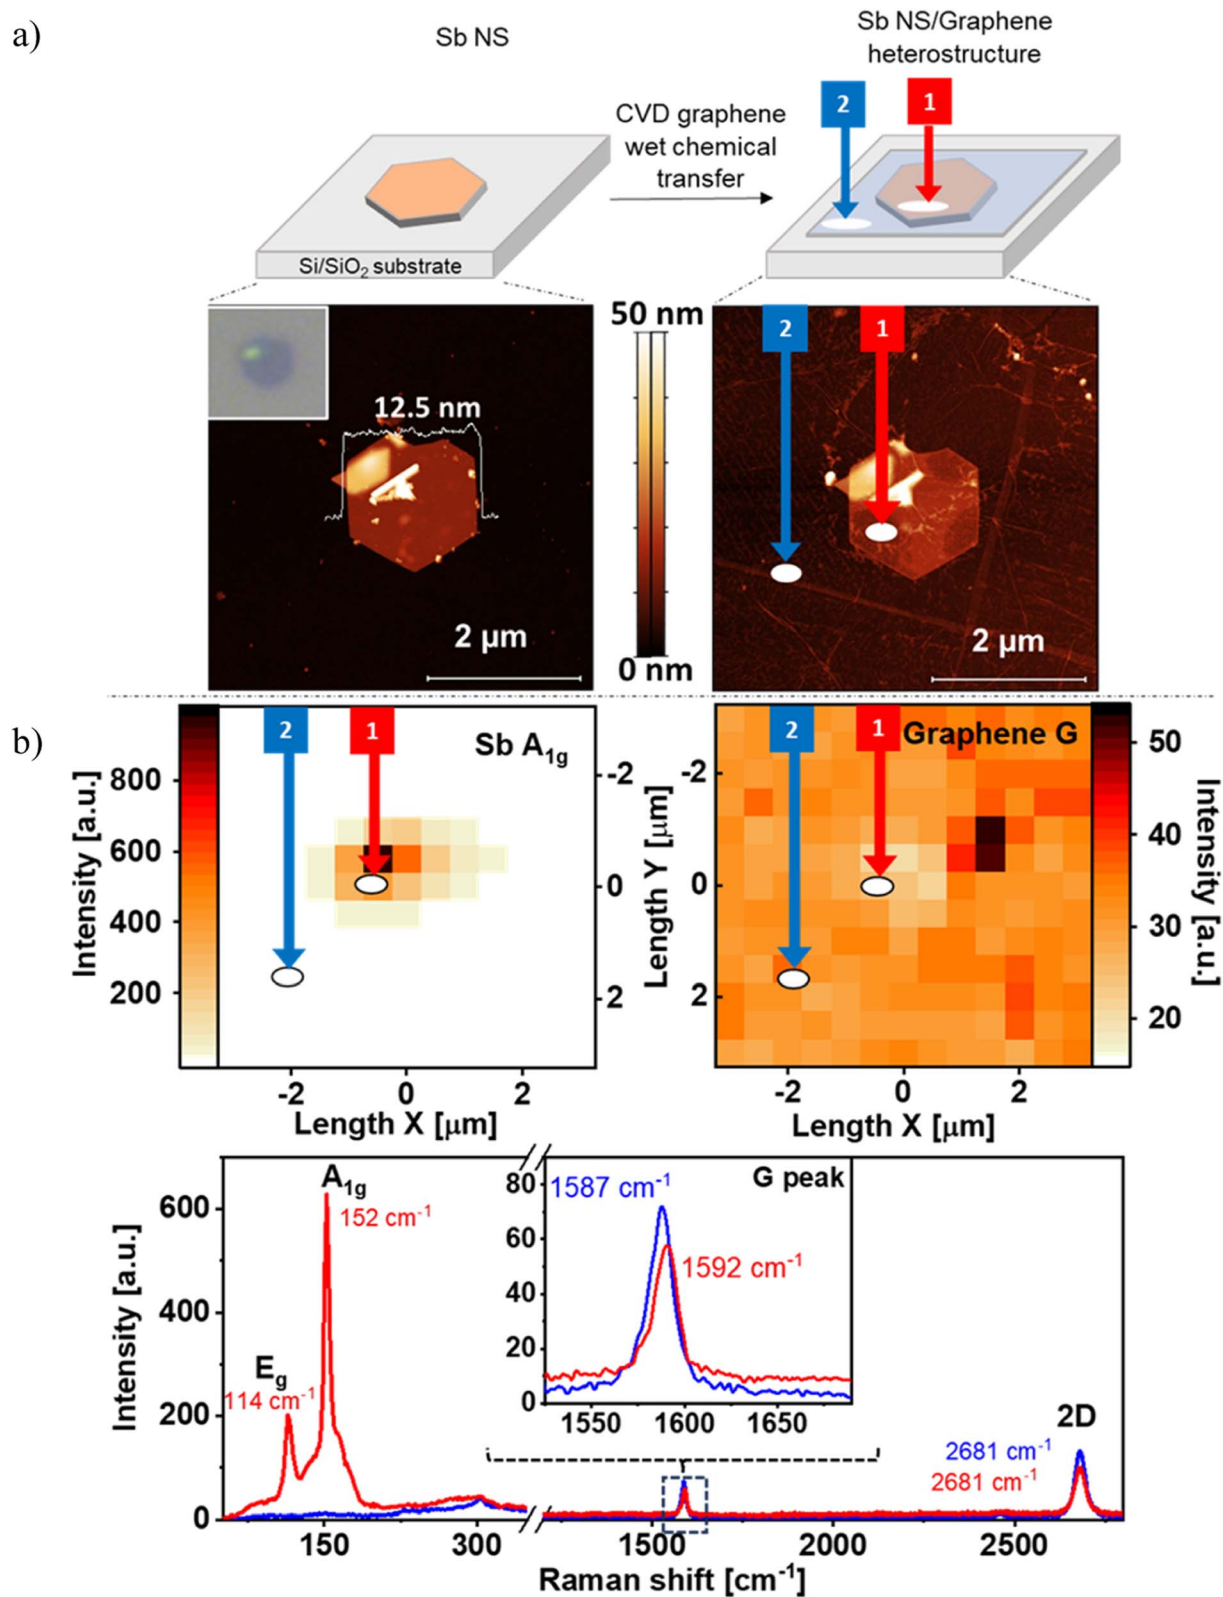 a)
Sb NS
Sb NS/Graphene
heterostructure
CVD graphene
wet chemical
transfer
2
1
Si/SiO₂ substrate
50 nm
0 nm
12.5 nm
2 µm
2
1
2 µm
b)
2
1
Sb A₁g
Intensity [a.u.]
800
600
400
200
-2
0
2
Length Y [µm]
-2
0
2
Length X [µm]
2
1
Graphene G
-2
0
2
50
40
30
20
Intensity [a.u.]
-2
0
2
Length X [µm]
Intensity [a.u.]
600
400
200
0
A₁g
152 cm⁻¹
Eg
114 cm⁻¹
80
60
40
20
0
1587 cm⁻¹
G peak
1592 cm⁻¹
1550
1600
1650
2D
2681 cm⁻¹
2681 cm⁻¹
150
300
1500
2000
2500
Raman shift [cm⁻¹]